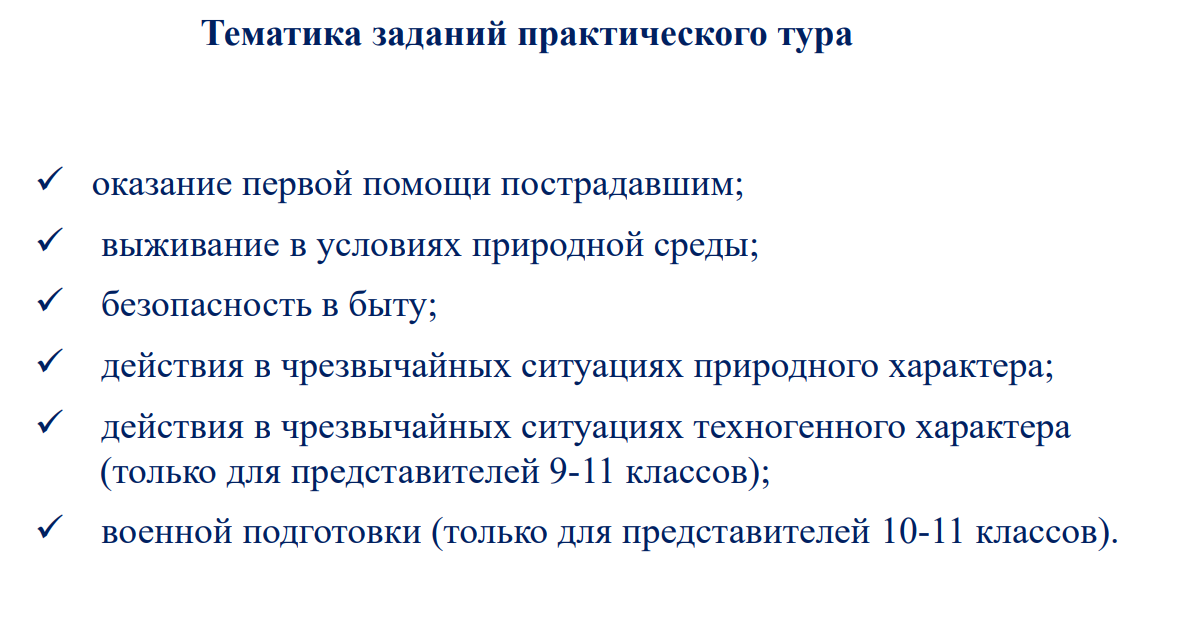 Тематика заданий практического тура
✓ оказание первой помощи пострадавшим;
✓ выживание в условиях природной среды;
✓ безопасность в быту;
✓ действия в чрезвычайных ситуациях природного характера;
✓ действия в чрезвычайных ситуациях техногенного характера
(только для представителей 9-11 классов);
✓ военной подготовки (только для представителей 10-11 классов).